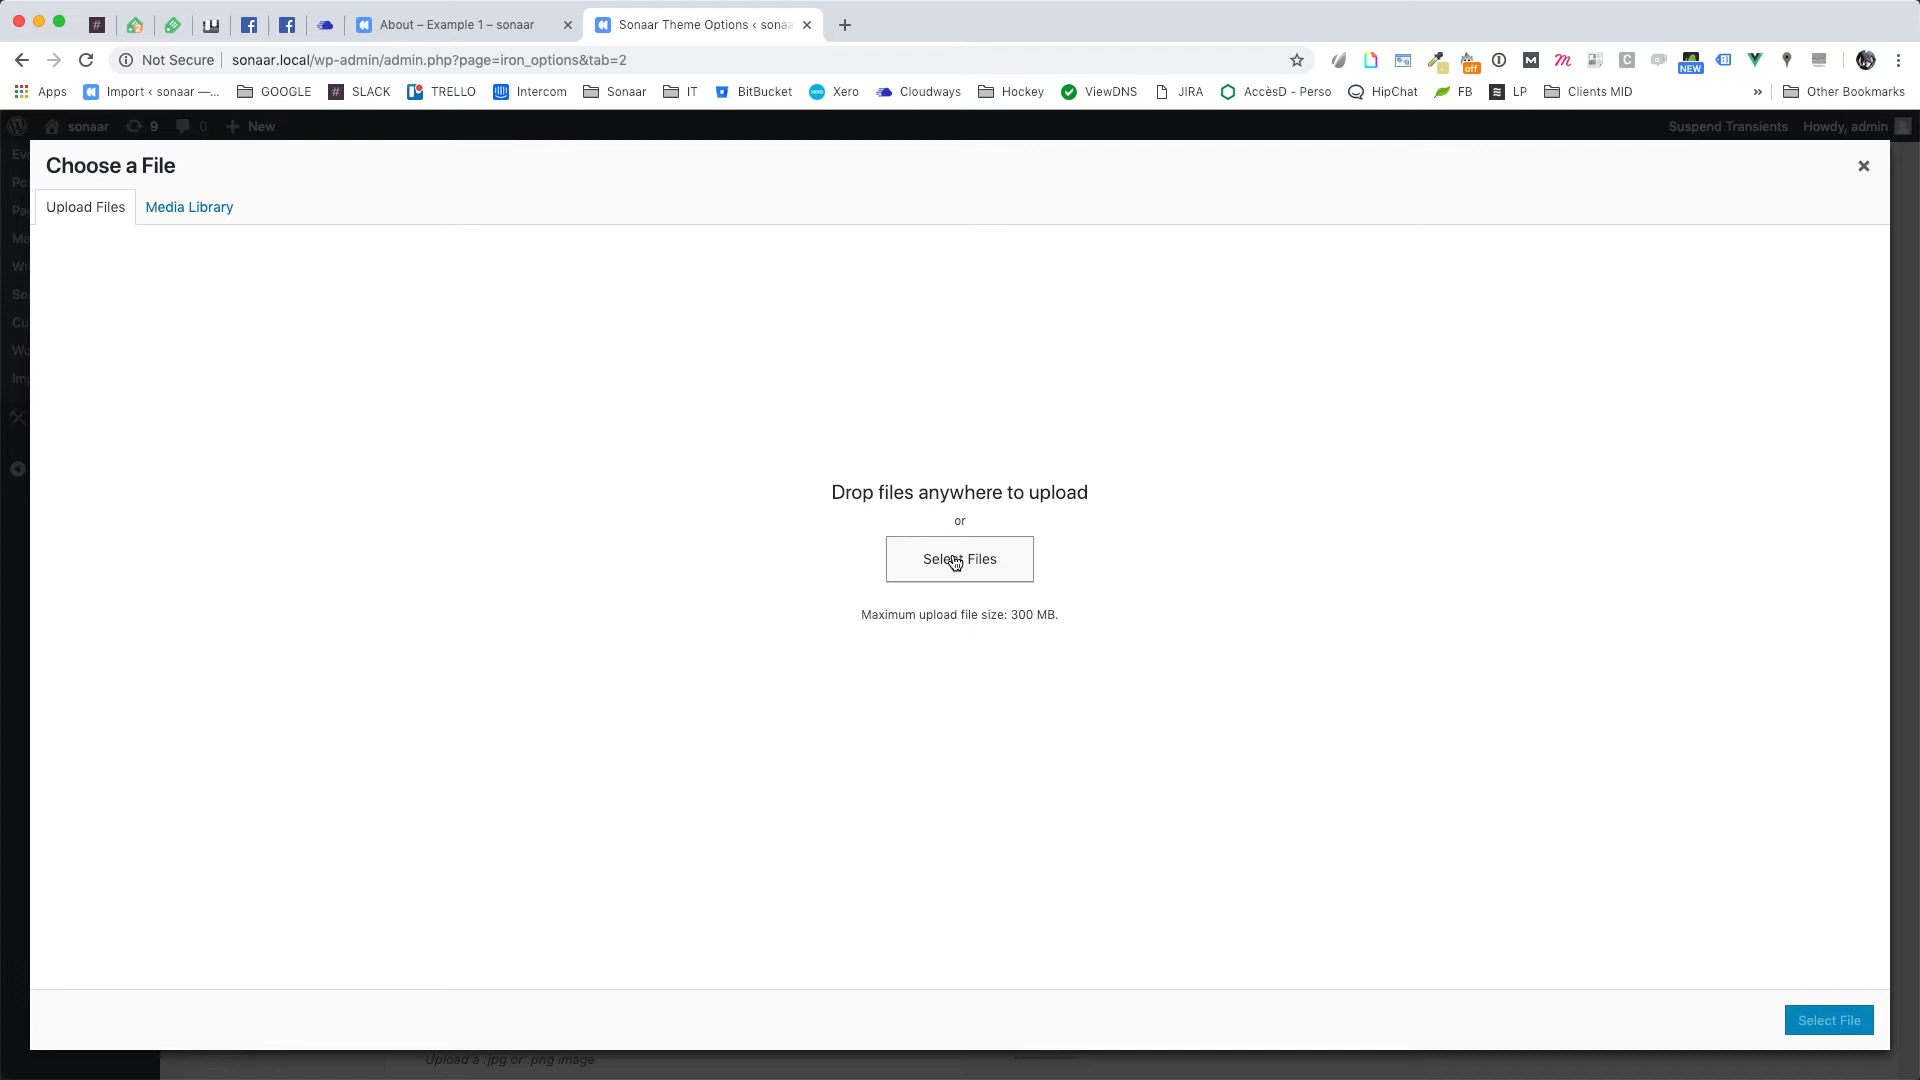 About – Example 1 – sonaar
Sonaar Theme Options ‹ sonaa
Not Secure
sonaar.local/wp-admin/admin.php?page=iron_options&tab=2
off
NEW
Apps
Import ‹ sonaar —...
GOOGLE
SLACK
TRELLO
Intercom
Sonaar
IT
BitBucket
Xero
Cloudways
Hockey
ViewDNS
JIRA
AccèsD - Perso
HipChat
FB
LP
Clients MID
»
Other Bookmarks
sonaar
9
0
New
Suspend Transients
Howdy, admin
Choose a File
Upload Files
Media Library
Drop files anywhere to upload
or
Select Files
Maximum upload file size: 300 MB.
Select File
Upload a .jpg or .png image